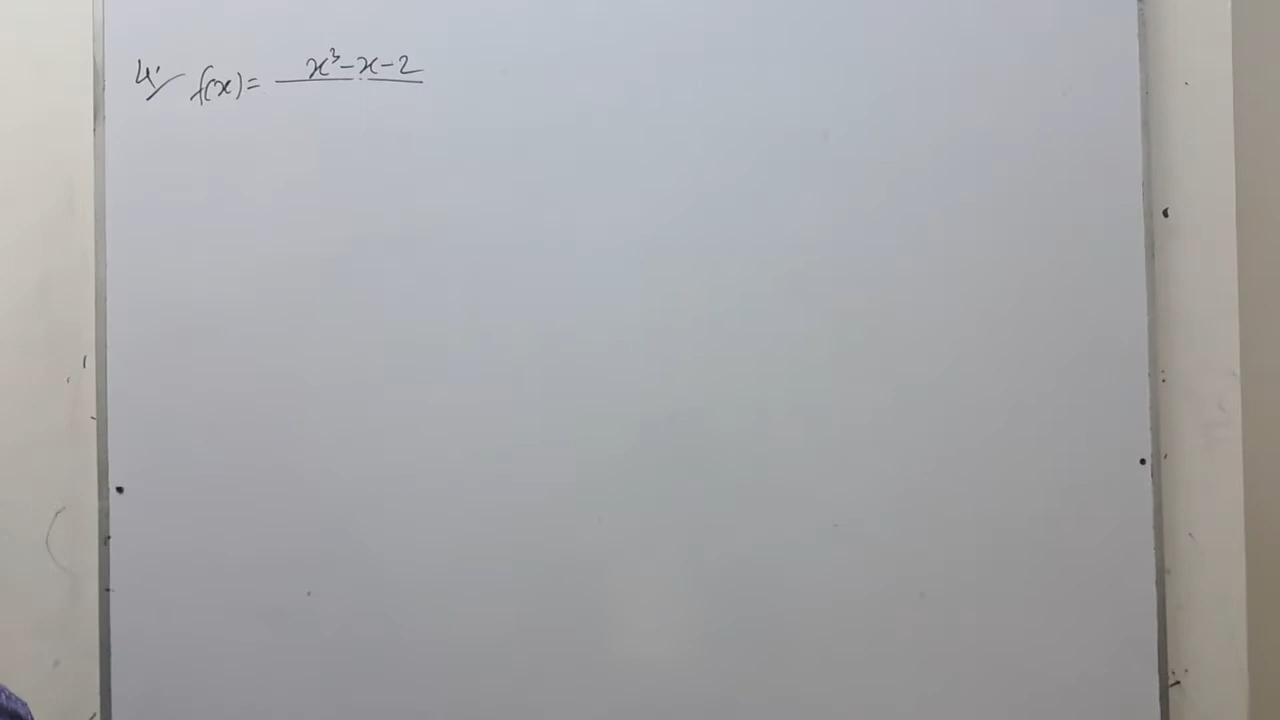 4. f(x) = x³-x-2